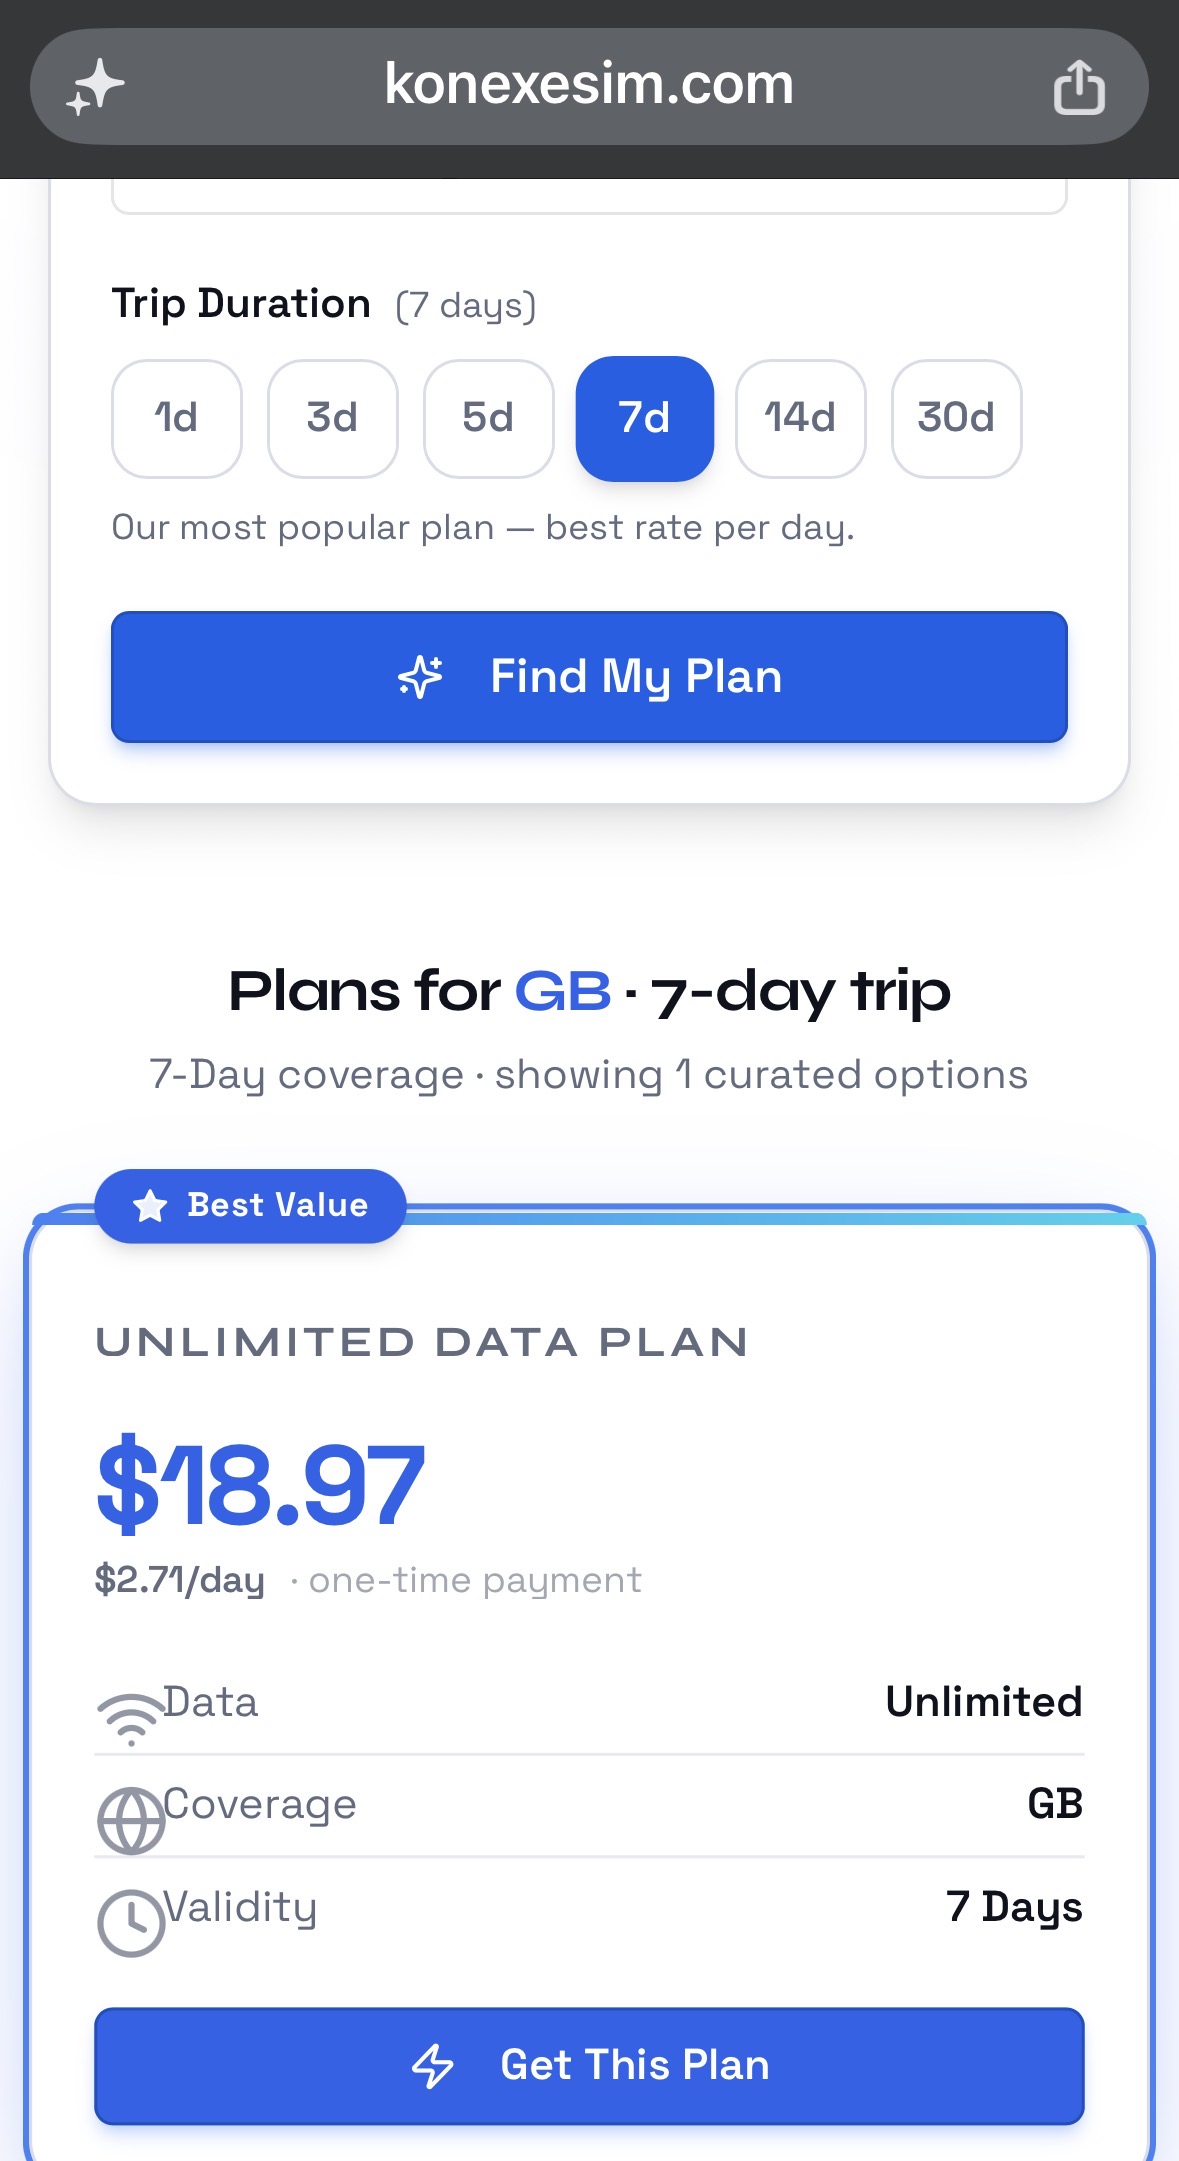 konexesim.com
Trip Duration (7 days)
1d 3d 5d 7d 14d 30d
Our most popular plan — best rate per day.
Find My Plan
Plans for GB · 7-day trip
7-Day coverage · showing 1 curated options
Best Value
UNLIMITED DATA PLAN
$18.97
$2.71/day · one-time payment
Data Unlimited
Coverage GB
Validity 7 Days
Get This Plan